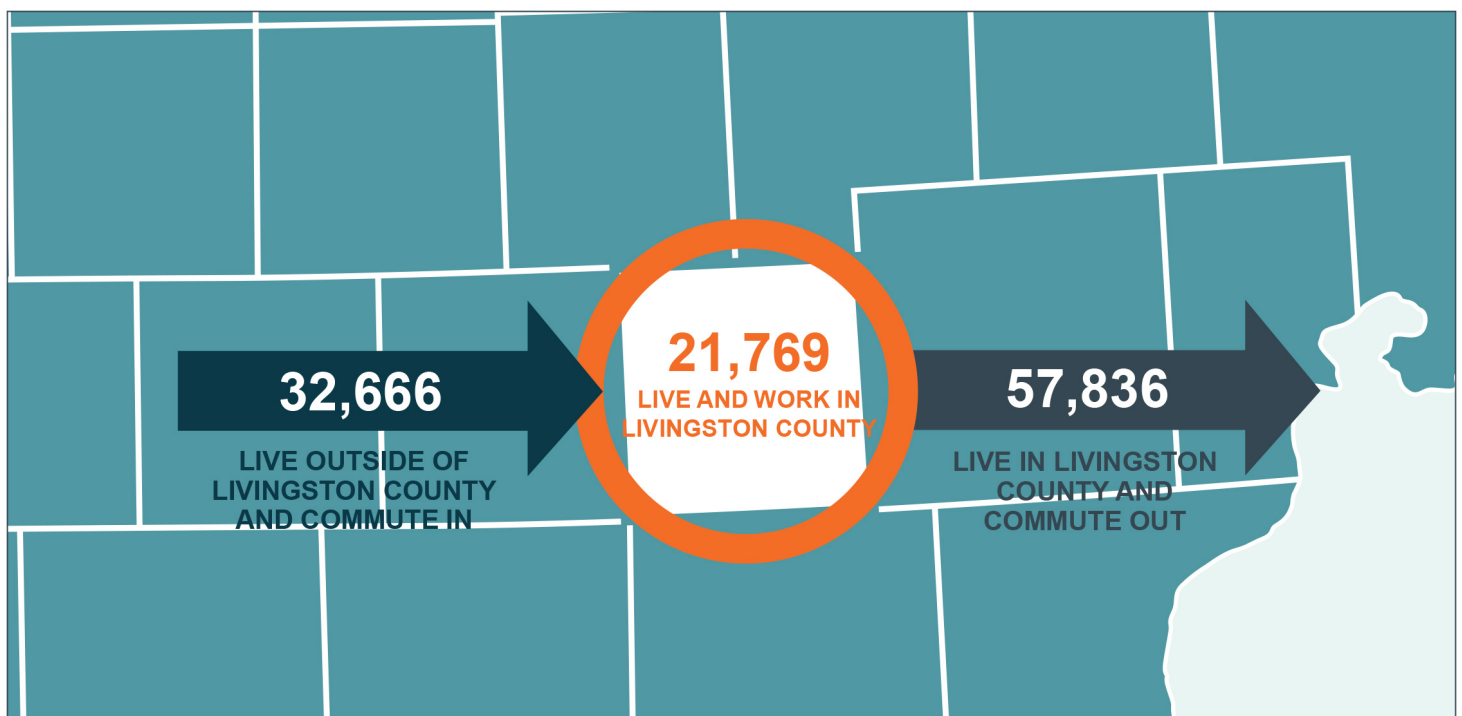 32,666
LIVE OUTSIDE OF
LIVINGSTON COUNTY
AND COMMUTE IN
21,769
LIVE AND WORK IN
LIVINGSTON COUNTY
57,836
LIVE IN LIVINGSTON
COUNTY AND
COMMUTE OUT